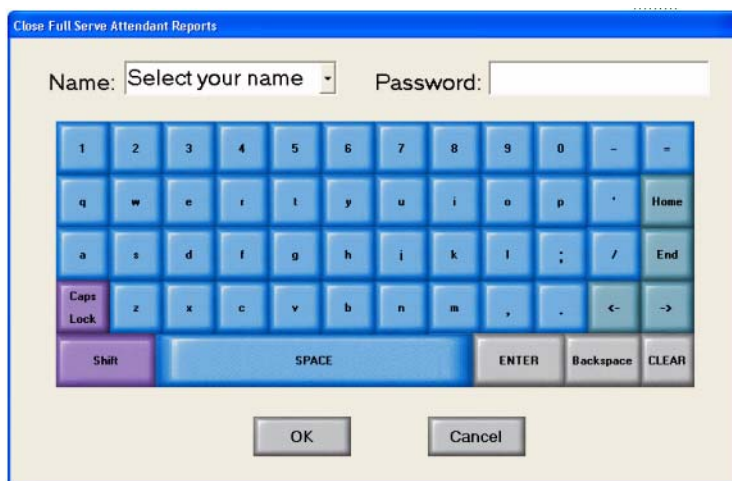 Close Full Serve Attendant Reports
Name: Select your name Password:
1 2 3 4 5 6 7 8 9 0 - =
q w e r t y u i o p ' Home
a s d f g h j k l ; / End
Caps Lock z x c v b n m , . <- ->
Shift SPACE ENTER Backspace CLEAR
OK Cancel